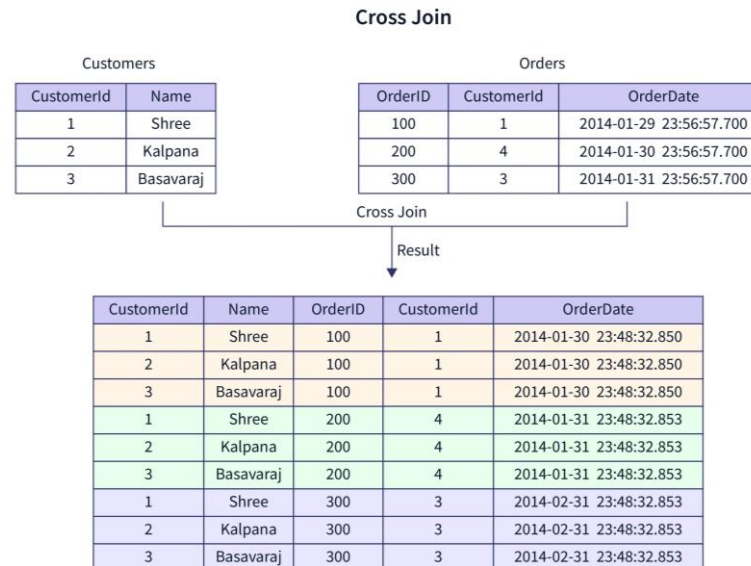 Cross Join
Customers Orders
CustomerId Name OrderID CustomerId OrderDate
1 Shree 100 1 2014-01-29 23:56:57.700
2 Kalpana 200 4 2014-01-30 23:56:57.700
3 Basavaraj 300 3 2014-01-31 23:56:57.700
Cross Join
Result
CustomerId Name OrderID CustomerId OrderDate
1 Shree 100 1 2014-01-30 23:48:32.850
2 Kalpana 100 1 2014-01-30 23:48:32.850
3 Basavaraj 100 1 2014-01-30 23:48:32.850
1 Shree 200 4 2014-01-31 23:48:32.853
2 Kalpana 200 4 2014-01-31 23:48:32.853
3 Basavaraj 200 4 2014-01-31 23:48:32.853
1 Shree 300 3 2014-02-31 23:48:32.853
2 Kalpana 300 3 2014-02-31 23:48:32.853
3 Basavaraj 300 3 2014-02-31 23:48:32.853